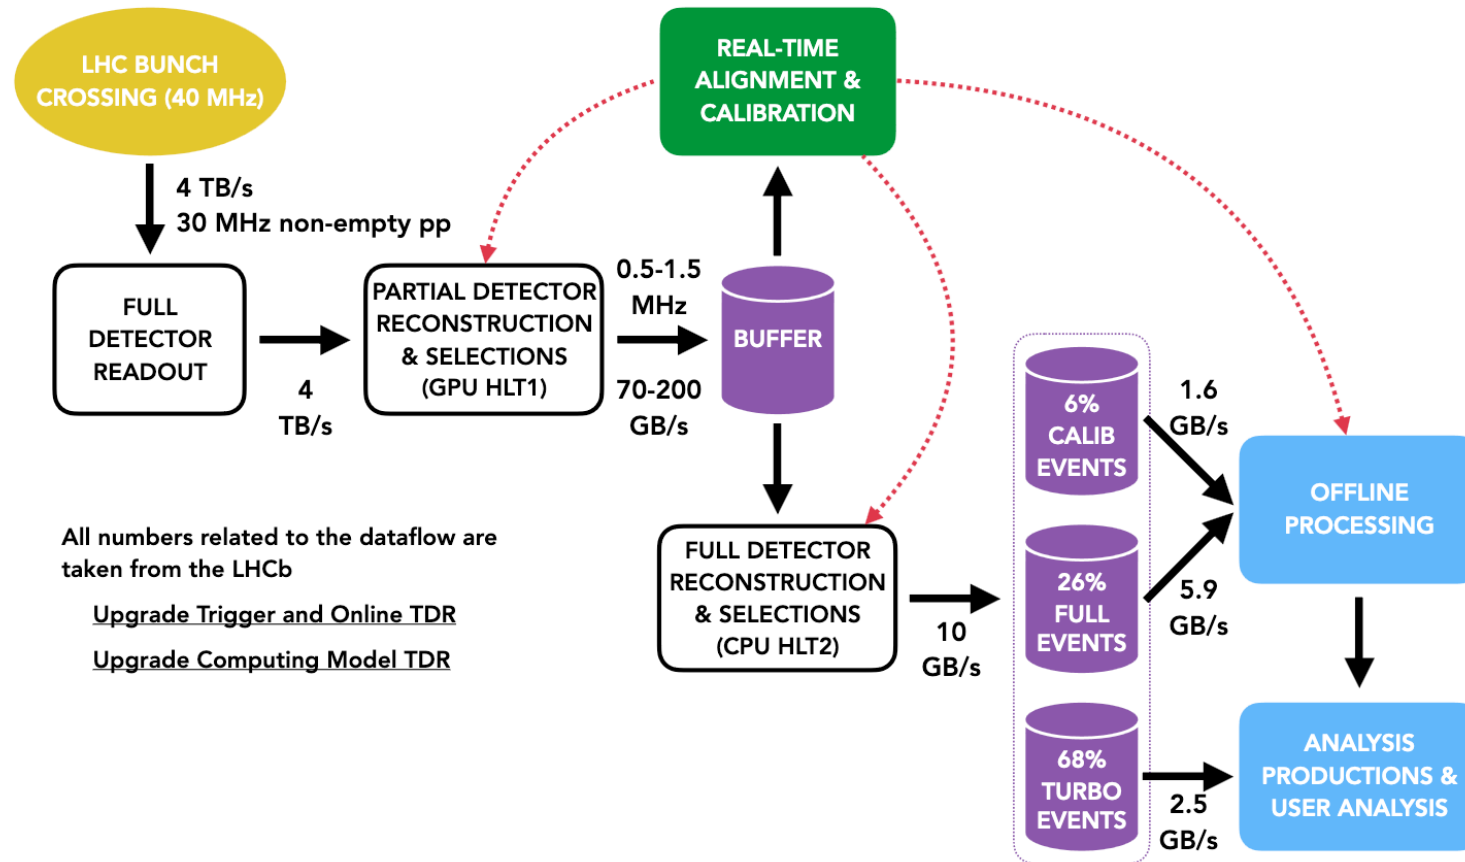 LHC BUNCH
CROSSING (40 MHz)
4 TB/s
30 MHz non-empty pp
FULL
DETECTOR
READOUT
4
TB/s
PARTIAL DETECTOR
RECONSTRUCTION
& SELECTIONS
(GPU HLT1)
0.5-1.5
MHz
70-200
GB/s
REAL-TIME
ALIGNMENT &
CALIBRATION
BUFFER
FULL DETECTOR
RECONSTRUCTION
& SELECTIONS
(CPU HLT2)
10
GB/s
6%
CALIB
EVENTS
1.6
GB/s
26%
FULL
EVENTS
5.9
GB/s
68%
TURBO
EVENTS
2.5
GB/s
OFFLINE
PROCESSING
ANALYSIS
PRODUCTIONS &
USER ANALYSIS
All numbers related to the dataflow are
taken from the LHCb
Upgrade Trigger and Online TDR
Upgrade Computing Model TDR